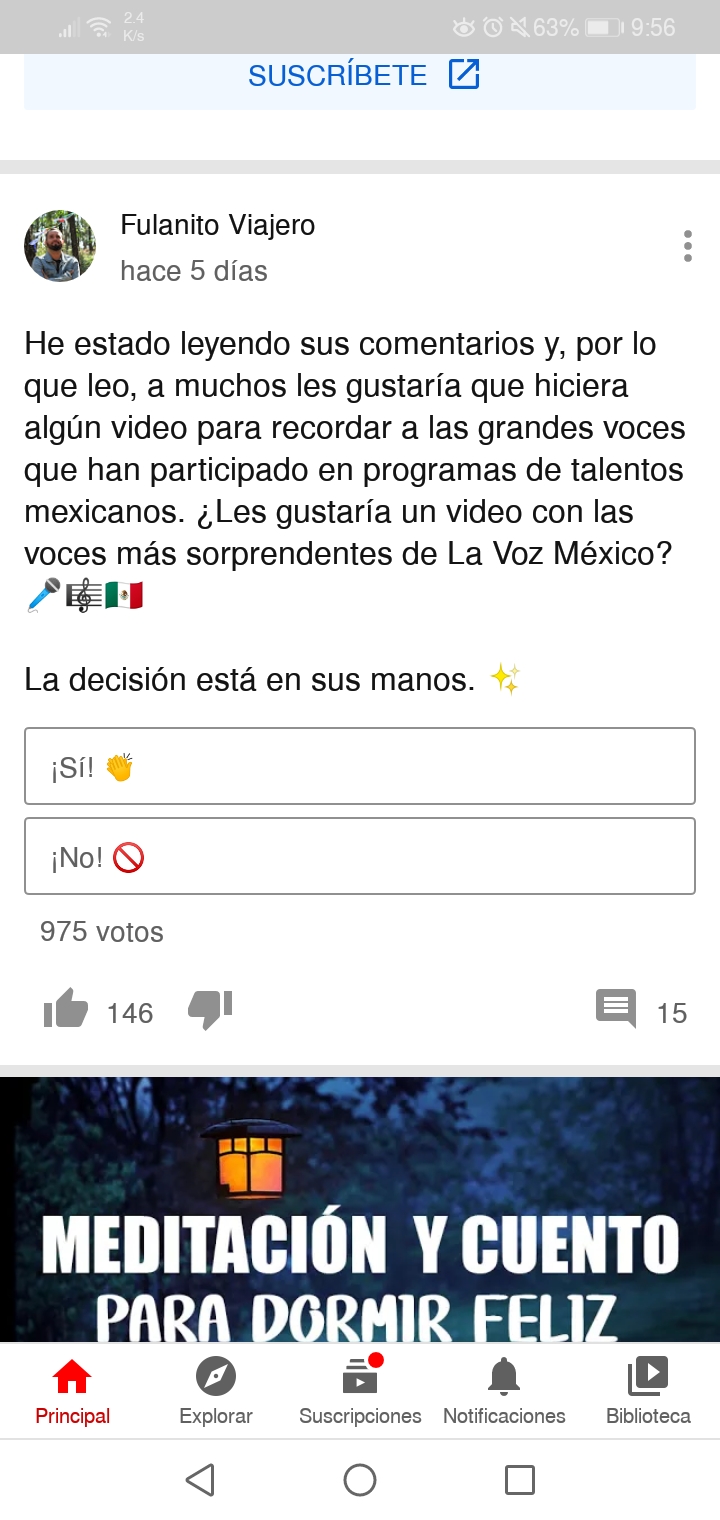 2.4
K/s
63%
9:56
SUSCRÍBETE
Fulanito Viajero
hace 5 días
He estado leyendo sus comentarios y, por lo
que leo, a muchos les gustaría que hiciera
algún video para recordar a las grandes voces
que han participado en programas de talentos
mexicanos. ¿Les gustaría un video con las
voces más sorprendentes de La Voz México?
🎤🎼🇲🇽
La decisión está en sus manos. ✨
¡Sí! 👏
¡No! 🚫
975 votos
146
15
MEDITACIÓN Y CUENTO
PARA DORMIR FELIZ
Principal
Explorar
Suscripciones
Notificaciones
Biblioteca